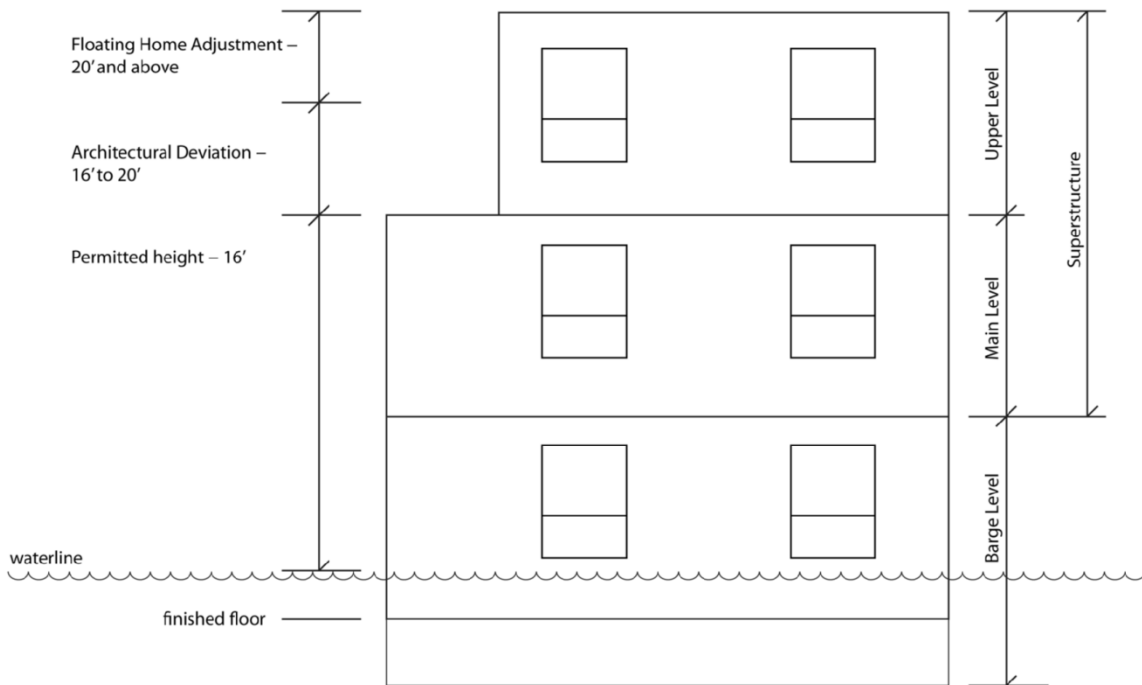 Floating Home Adjustment –
20' and above
Architectural Deviation –
16' to 20'
Permitted height – 16'
waterline
finished floor
Upper Level
Main Level
Barge Level
Superstructure